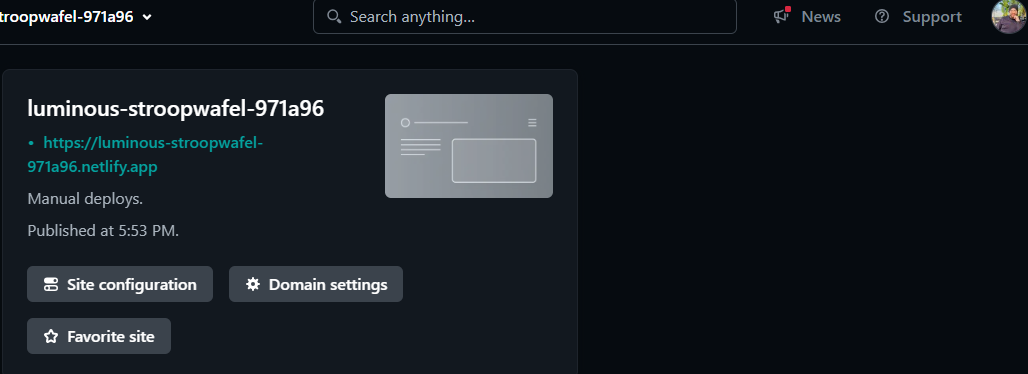 stroopwafel-971a96
Search anything...
News
Support
luminous-stroopwafel-971a96
• https://luminous-stroopwafel-
971a96.netlify.app
Manual deploys.
Published at 5:53 PM.
Site configuration
Domain settings
Favorite site